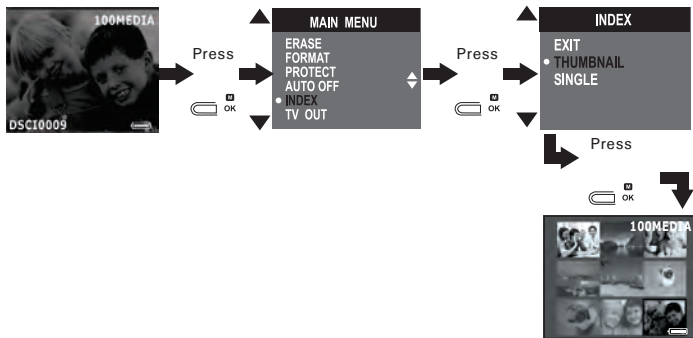 100MEDIA
DSCI0009
Press
M
OK
MAIN MENU
ERASE
FORMAT
PROTECT
AUTO OFF
INDEX
TV OUT
Press
M
OK
INDEX
EXIT
THUMBNAIL
SINGLE
Press
M
OK
100MEDIA